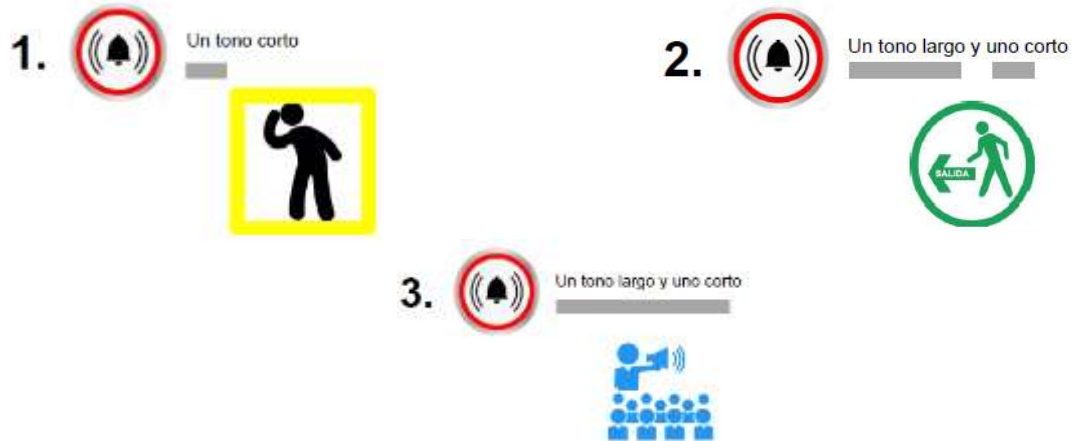 1.
Un tono corto
2.
Un tono largo y uno corto
SALIDA
3.
Un tono largo y uno corto